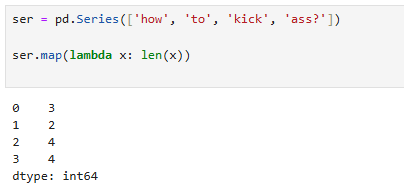 ser = pd.Series(['how', 'to', 'kick', 'ass?'])
ser.map(lambda x: len(x))
0    3
1    2
2    4
3    4
dtype: int64